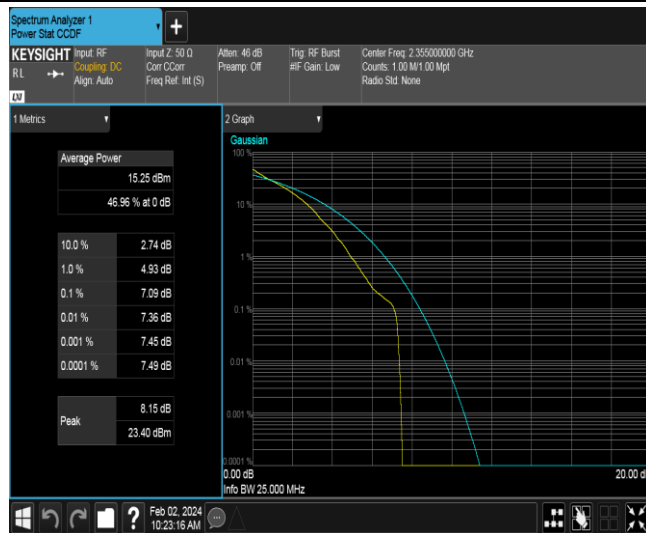 Spectrum Analyzer 1
Power Stat CCDF
KEYSIGHT
RL
Input: RF
Coupling: DC
Align: Auto
Input Z: 50 Ω
Corr CCorr
Freq Ref: Int (S)
Atten: 46 dB
Preamp: Off
Trig: RF Burst
#IF Gain: Low
Center Freq: 2.355000000 GHz
Counts: 1.00 M/1.00 Mpt
Radio Std: None
1 Metrics
Average Power
15.25 dBm
46.96 % at 0 dB
10.0 % 2.74 dB
1.0 % 4.93 dB
0.1 % 7.09 dB
0.01 % 7.36 dB
0.001 % 7.45 dB
0.0001 % 7.49 dB
Peak
8.15 dB
23.40 dBm
2 Graph
Gaussian
100 %
10 %
1 %
0.1 %
0.01 %
0.001 %
0.0001 %
0.00 dB
20.00 d
Info BW 25.000 MHz
?
Feb 02, 2024
10:23:16 AM